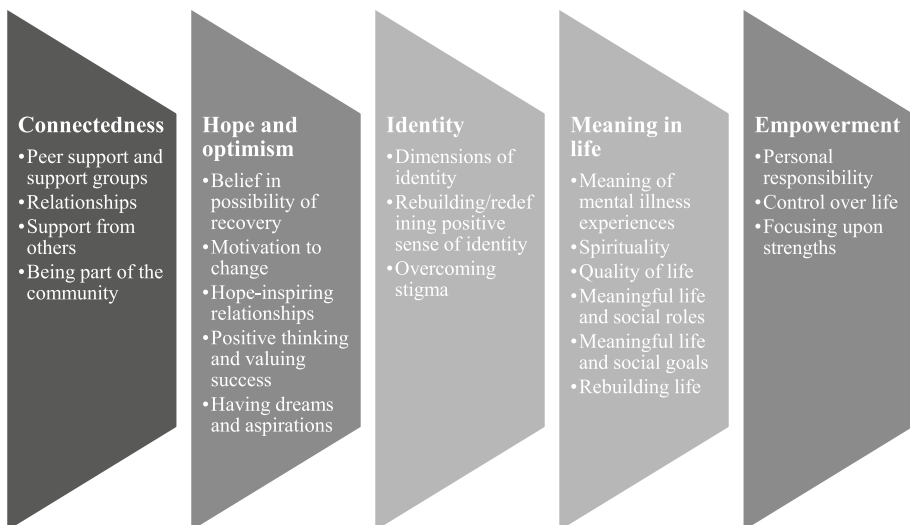 Connectedness
•Peer support and
support groups
•Relationships
•Support from
others
•Being part of the
community
Hope and
optimism
•Belief in
possibility of
recovery
•Motivation to
change
•Hope-inspiring
relationships
•Positive thinking
and valuing
success
•Having dreams
and aspirations
Identity
•Dimensions of
identity
•Rebuilding/redef
ining positive
sense of identity
•Overcoming
stigma
Meaning in
life
•Meaning of
mental illness
experiences
•Spirituality
•Quality of life
•Meaningful life
and social roles
•Meaningful life
and social goals
•Rebuilding life
Empowerment
•Personal
responsibility
•Control over life
•Focusing upon
strengths